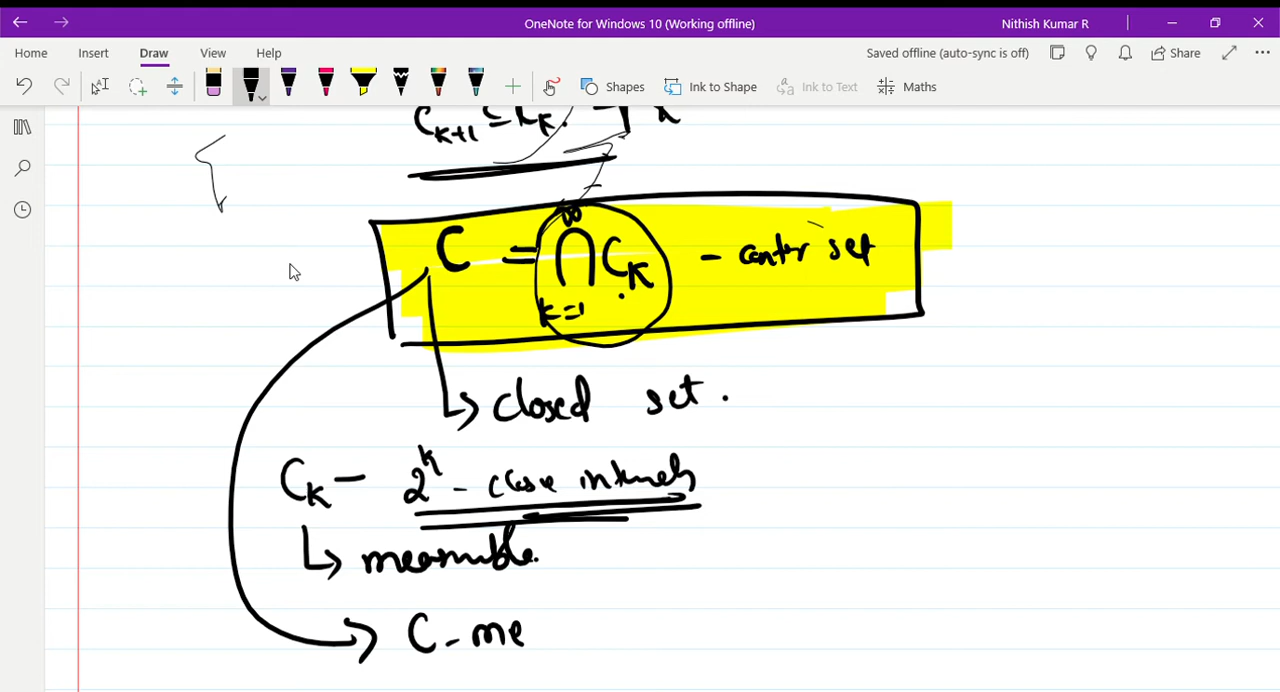 OneNote for Windows 10 (Working offline)
Nithish Kumar R
Home Insert Draw View Help
Saved offline (auto-sync is off) Share
Shapes Ink to Shape Ink to Text Maths
C = ∞ ⋂ k=1 C_K - cantr set
↳ closed set.
C_K - 2^k - close intervals
↳ measurable.
→ C - me